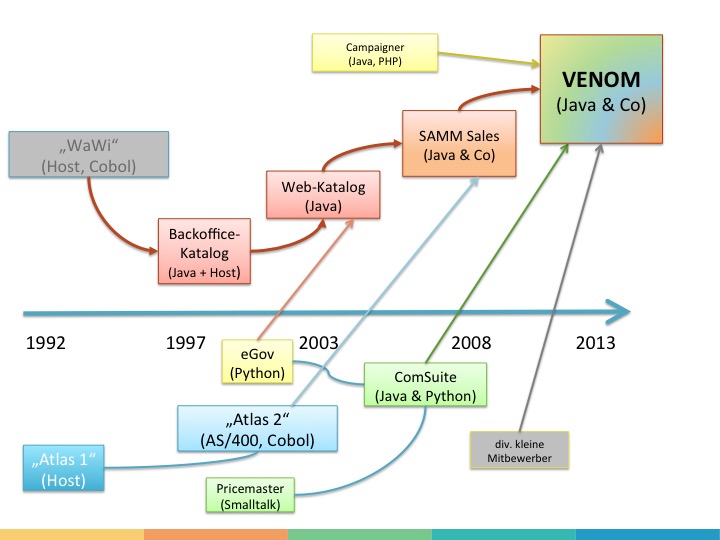 Campaigner
(Java, PHP)
VENOM
(Java & Co)
„WaWi“
(Host, Cobol)
SAMM Sales
(Java & Co)
Web-Katalog
(Java)
Backoffice-
Katalog
(Java + Host)
1992
1997
2003
2008
2013
eGov
(Python)
ComSuite
(Java & Python)
„Atlas 2“
(AS/400, Cobol)
div. kleine
Mitbewerber
„Atlas 1“
(Host)
Pricemaster
(Smalltalk)